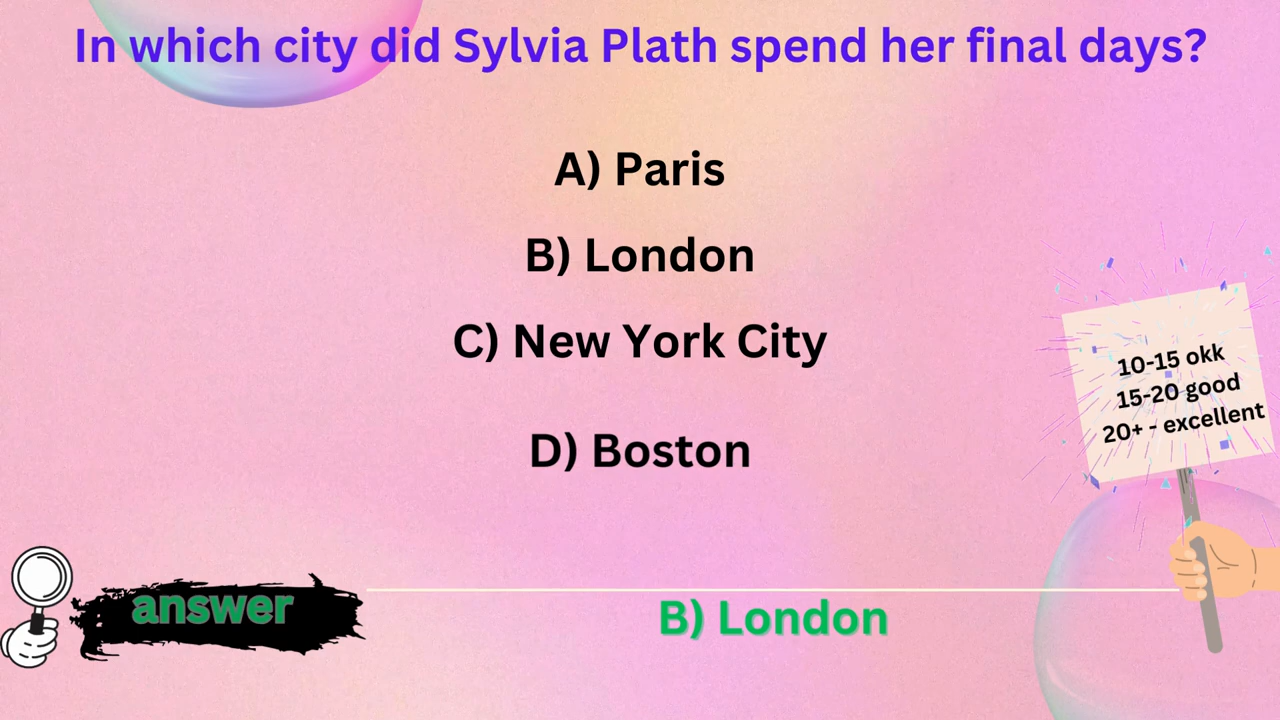 In which city did Sylvia Plath spend her final days?
A) Paris
B) London
C) New York City
D) Boston
10-15 okk
15-20 good
20+ - excellent
answer
B) London